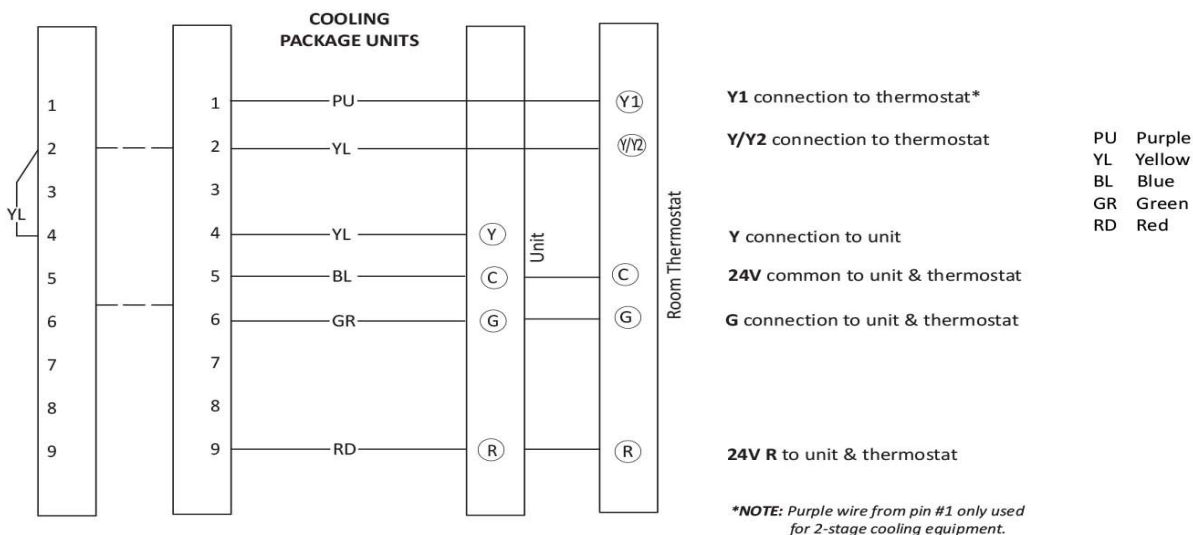 COOLING
PACKAGE UNITS
1 1 PU Y1 Y1 connection to thermostat*
2 2 YL Y/Y2 Y/Y2 connection to thermostat PU Purple
YL Yellow
3 3 BL Blue
YL GR Green
4 4 YL Y Unit Y connection to unit RD Red
5 5 BL C C Room Thermostat 24V common to unit & thermostat
6 6 GR G G G connection to unit & thermostat
7 7
8 8
9 9 RD R R 24V R to unit & thermostat
*NOTE: Purple wire from pin #1 only used
for 2-stage cooling equipment.